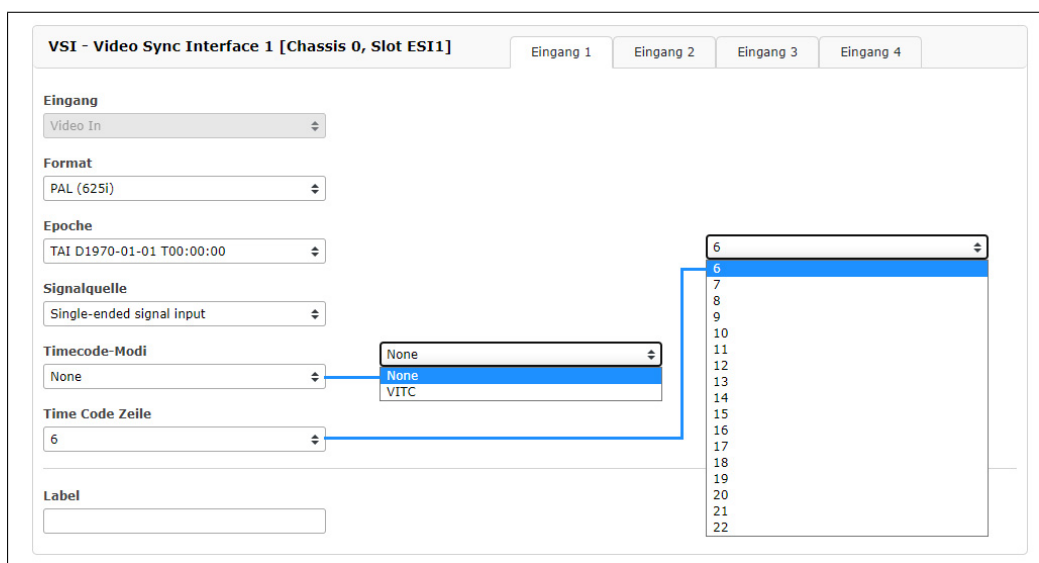 VSI - Video Sync Interface 1 [Chassis 0, Slot ESI1]
Eingang 1
Eingang 2
Eingang 3
Eingang 4
Eingang
Video In
Format
PAL (625i)
Epoche
TAI D1970-01-01 T00:00:00
Signalquelle
Single-ended signal input
Timecode-Modi
None
None
None
VITC
Time Code Zeile
6
6
6
7
8
9
10
11
12
13
14
15
16
17
18
19
20
21
22
Label